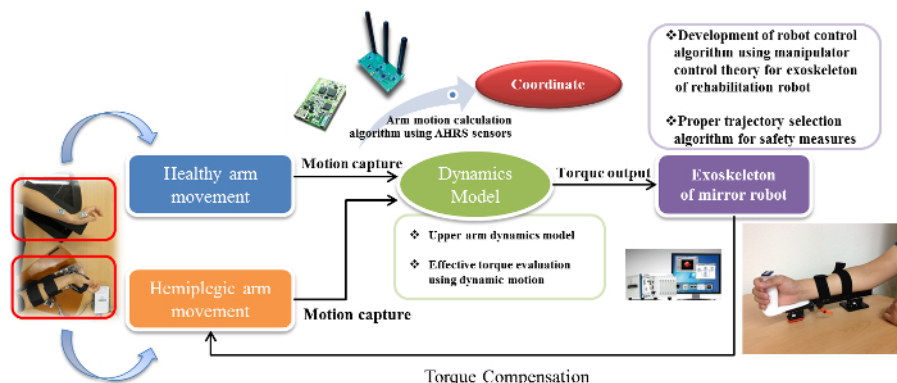 ❖Development of robot control
algorithm using manipulator
control theory for exoskeleton
of rehabilitation robot
❖Proper trajectory selection
algorithm for safety measures
Coordinate
Arm motion calculation
algorithm using AHRS sensors
Healthy arm
movement
Motion capture
Dynamics
Model
Torque output
Exoskeleton
of mirror robot
❖ Upper arm dynamics model
❖ Effective torque evaluation
using dynamic motion
Hemiplegic arm
movement
Motion capture
Torque Compensation